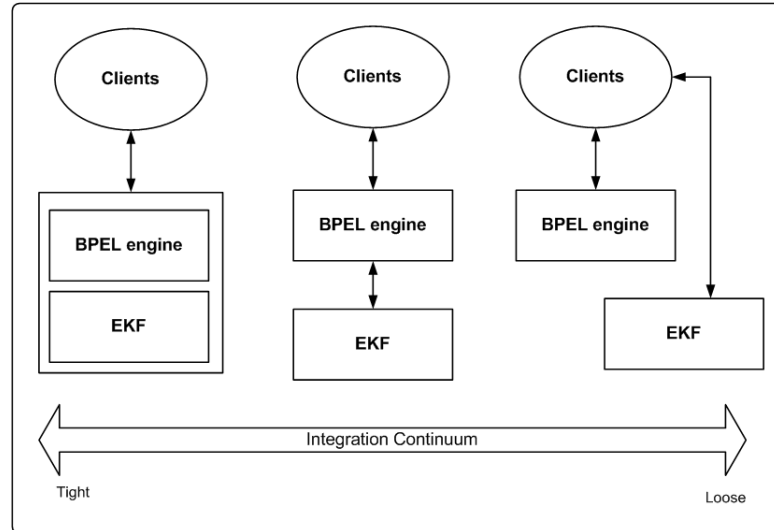 Clients
Clients
Clients
BPEL engine
BPEL engine
BPEL engine
EKF
EKF
EKF
Integration Continuum
Tight
Loose